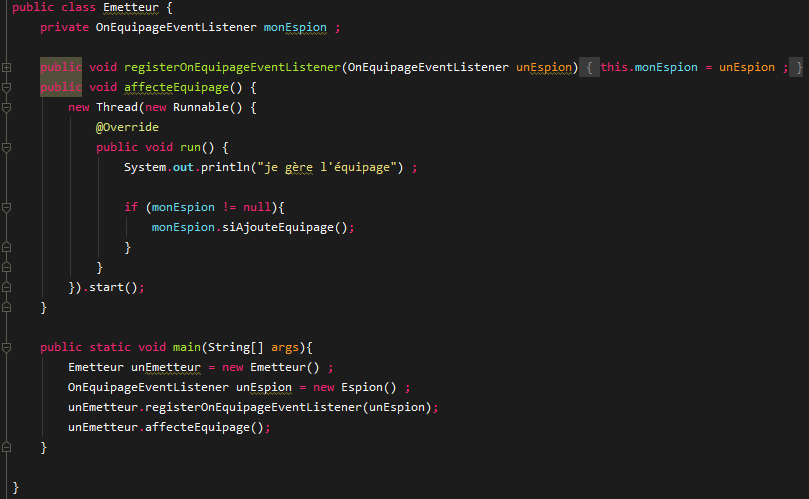 public class Emetteur {
private OnEquipageEventListener monEspion ;
public void registerOnEquipageEventListener(OnEquipageEventListener unEspion) { this.monEspion = unEspion ; }
public void affecteEquipage() {
new Thread(new Runnable() {
@Override
public void run() {
System.out.println("je gère l'équipage") ;
if (monEspion != null){
monEspion.siAjouteEquipage();
}
}
}).start();
}
public static void main(String[] args){
Emetteur unEmetteur = new Emetteur() ;
OnEquipageEventListener unEspion = new Espion() ;
unEmetteur.registerOnEquipageEventListener(unEspion);
unEmetteur.affecteEquipage();
}
}